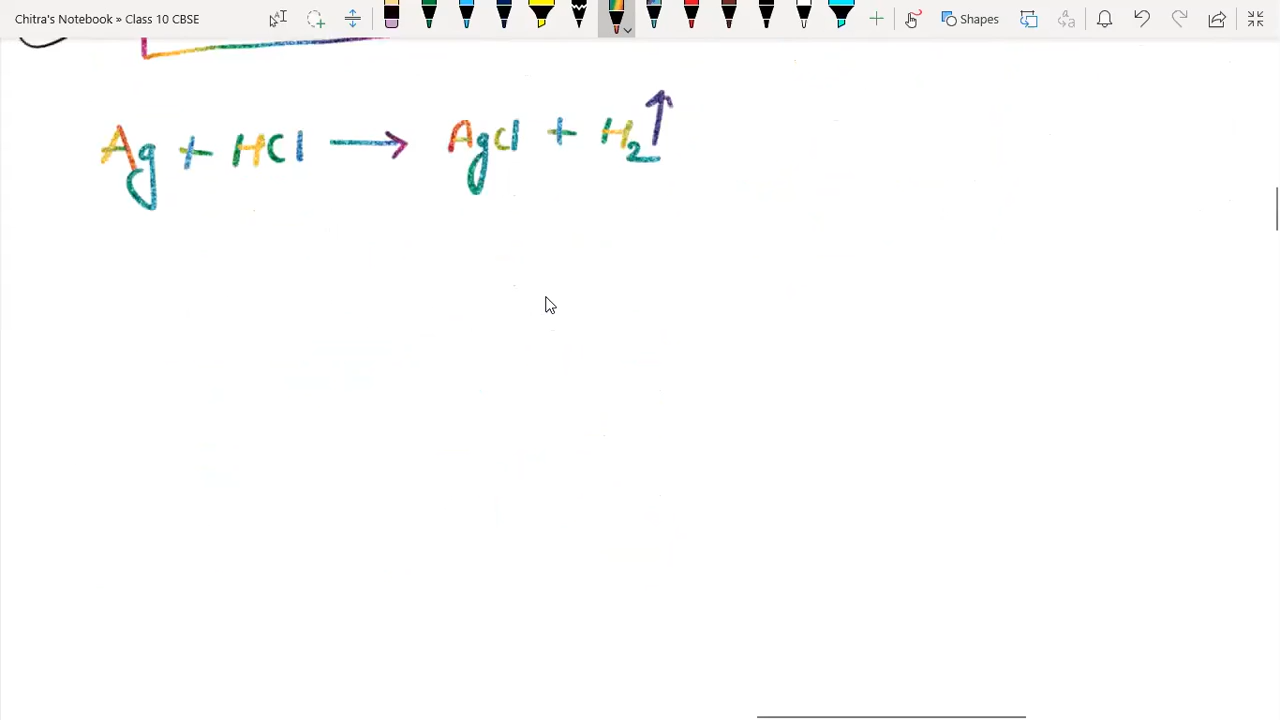 Chitra's Notebook » Class 10 CBSE
Shapes
Ag + HCl → AgCl + H₂↑